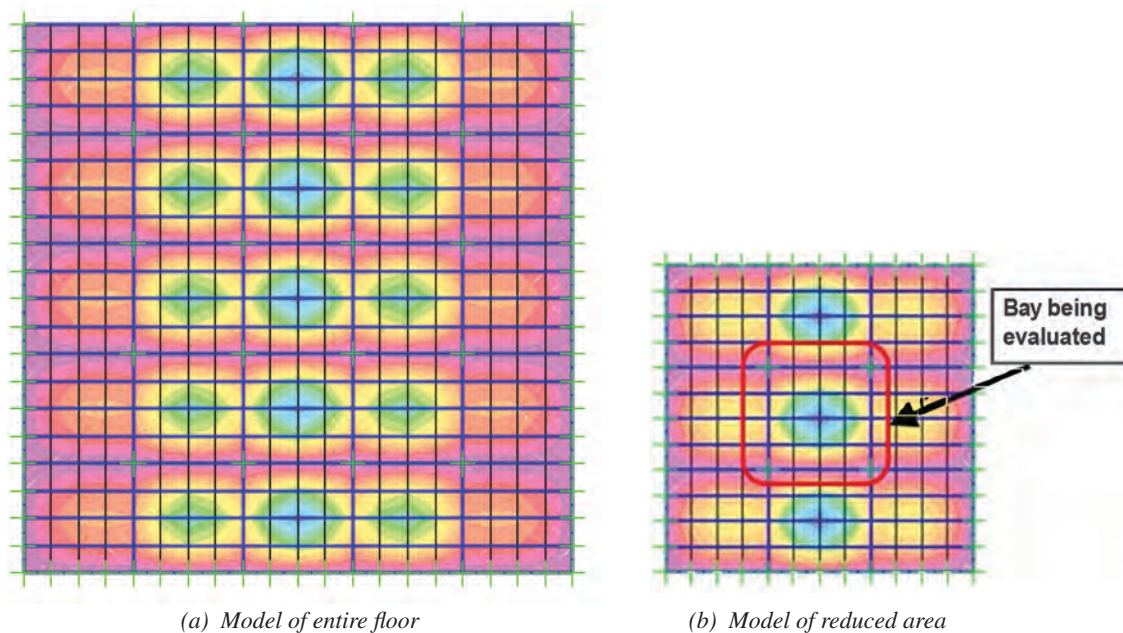 Bay being
evaluated
(a) Model of entire floor
(b) Model of reduced area